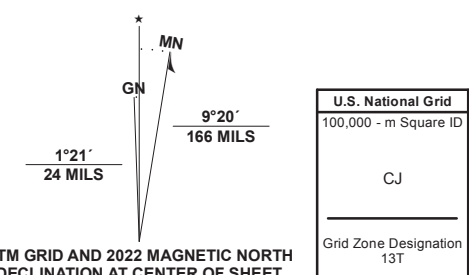 MN
GN
9°20´
166 MILS
1°21´
24 MILS
TM GRID AND 2022 MAGNETIC NORTH
DECLINATION AT CENTER OF SHEET
U.S. National Grid
100,000 - m Square ID
CJ
Grid Zone Designation
13T